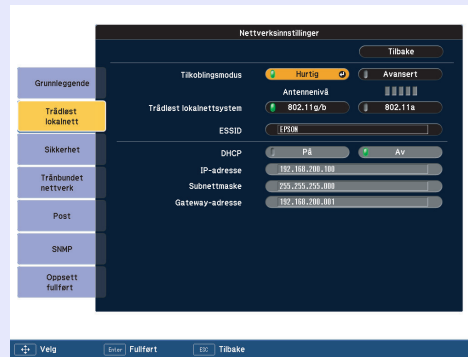 Nettverksinnstilinger
Tilbake
Grunnleggende
Trådløst
lokalnett
Sikkerhet
Trånbundet
nettverk
Post
SNMP
Oppsett
fullført
Tilkoblingsmodus Hurtig Avansert
Antennenivå
Trådløst lokalnettsystem 802.11g/b 802.11a
ESSID EPSON
DHCP På Av
IP-adresse 192.168.200.100
Subnettmaske 255.255.255.000
Gateway-adresse 192.168.200.001
Velg Enter Fullført ESC Tilbake